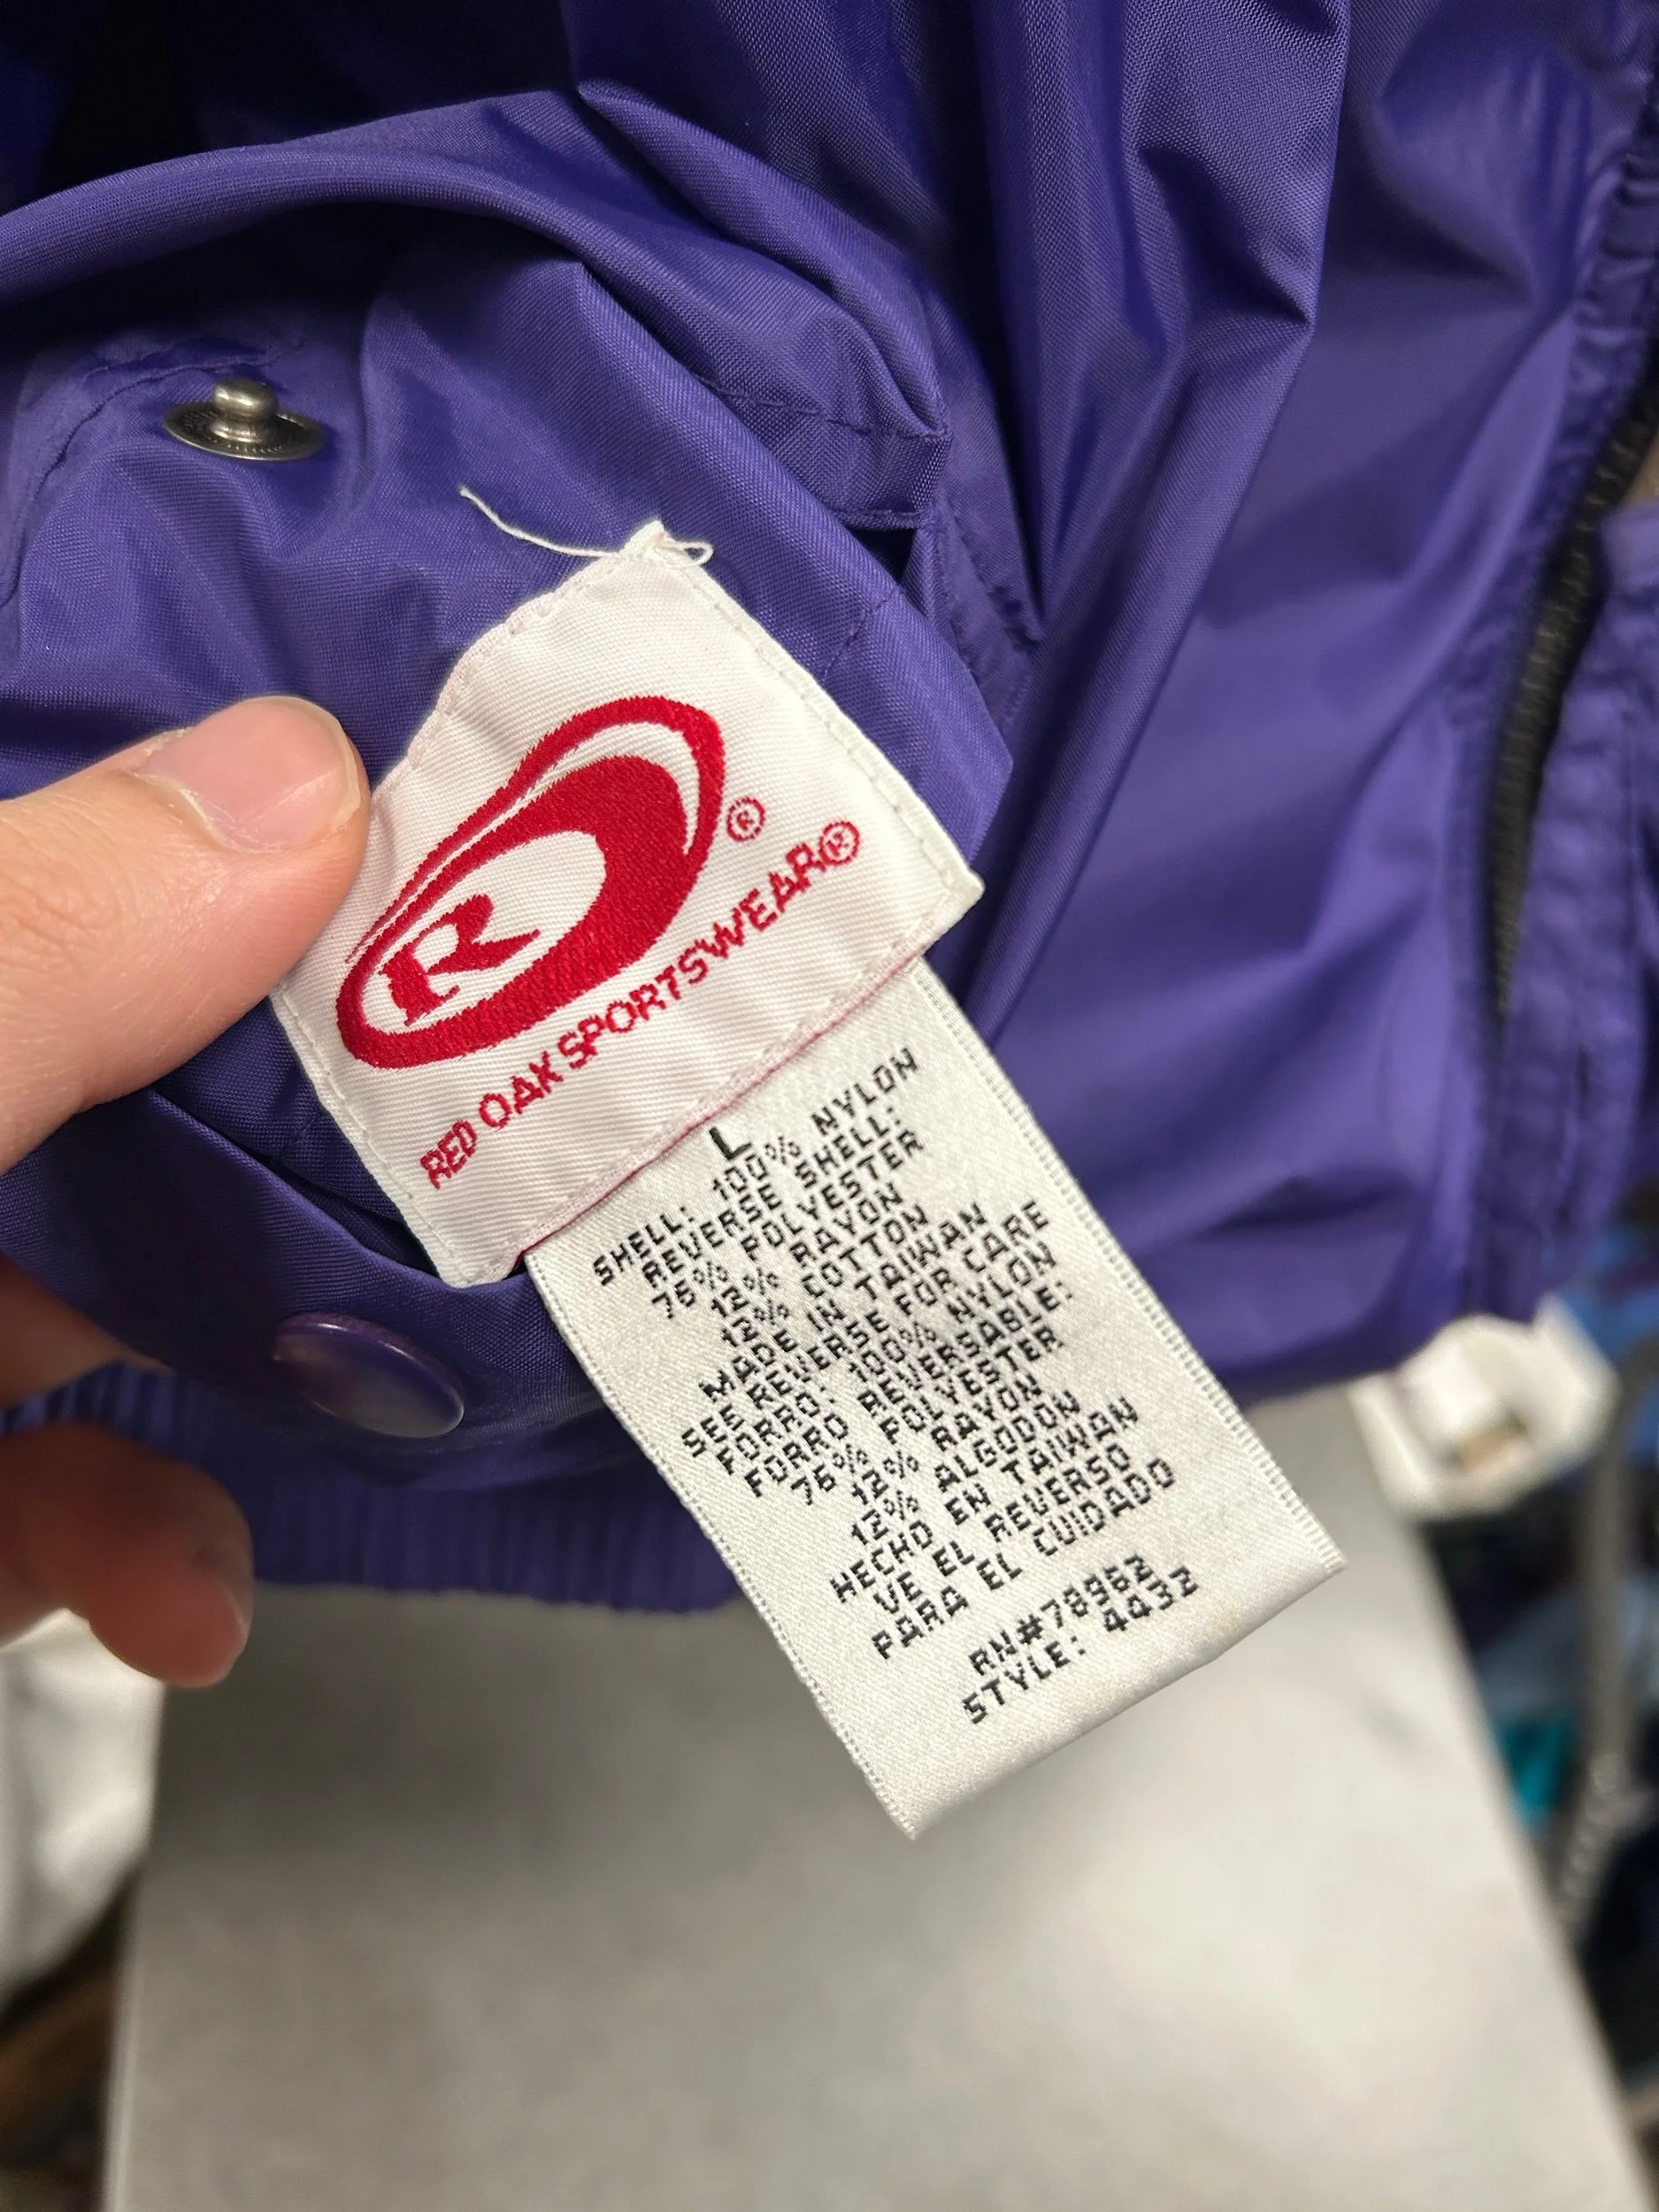 R ®
RED OAK SPORTSWEAR®
L
SHELL: 100% NYLON
REVERSE SHELL:
76% POLYESTER
12% RAYON
12% COTTON
MADE IN TAIWAN
SEE REVERSE FOR CARE
FORRO: 100% NYLON
FORRO REVERSABLE:
76% POLYESTER
12% RAYON
12% ALGODON
HECHO EN TAIWAN
VE EL REVERSO
PARA EL CUIDADO
RN#78962
STYLE: 4432